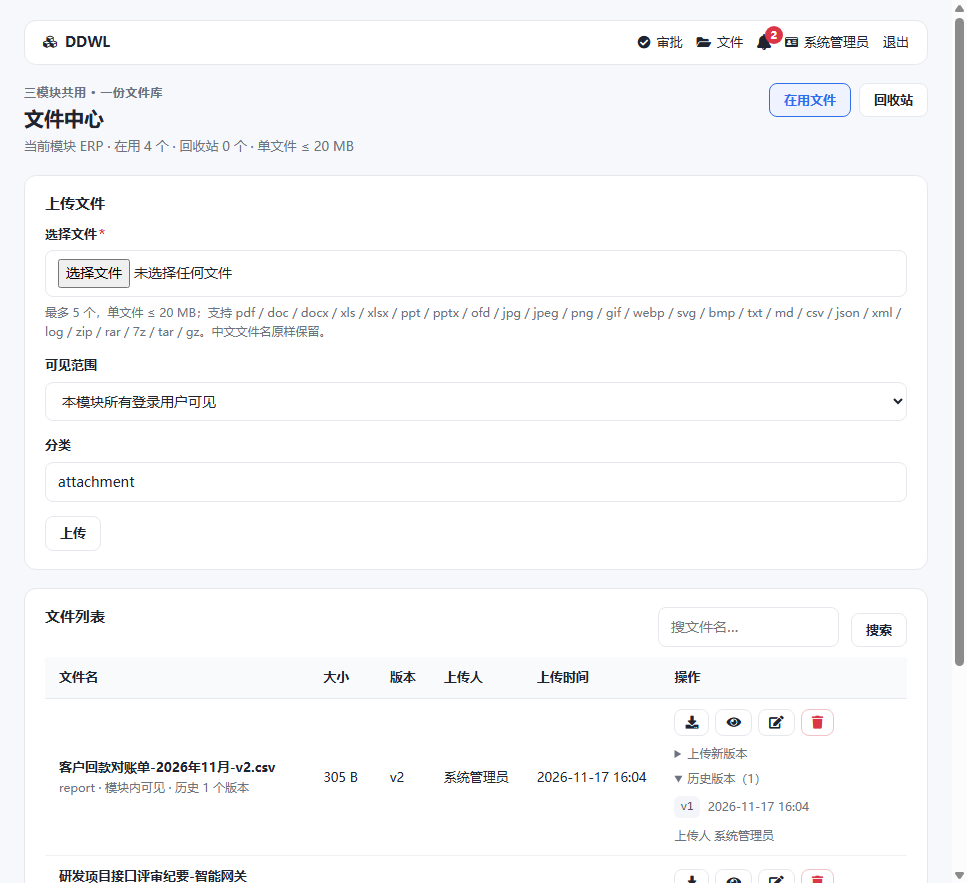 DDWL
审批 文件 2 系统管理员 退出
三模块共用 • 一份文件库
文件中心
当前模块 ERP · 在用 4 个 · 回收站 0 个 · 单文件 ≤ 20 MB
在用文件 回收站
上传文件
选择文件*
选择文件 未选择任何文件
最多 5 个，单文件 ≤ 20 MB；支持 pdf / doc / docx / xls / xlsx / ppt / pptx / ofd / jpg / jpeg / png / gif / webp / svg / bmp / txt / md / csv / json / xml /
log / zip / rar / 7z / tar / gz。中文文件名原样保留。
可见范围
本模块所有登录用户可见
分类
attachment
上传
文件列表
搜文件名... 搜索
文件名 大小 版本 上传人 上传时间 操作
客户回款对账单-2026年11月-v2.csv
report · 模块内可见 · 历史 1 个版本
305 B v2 系统管理员 2026-11-17 16:04
上传新版本
历史版本（1）
v1 2026-11-17 16:04
上传人 系统管理员
研发项目接口评审纪要-智能网关